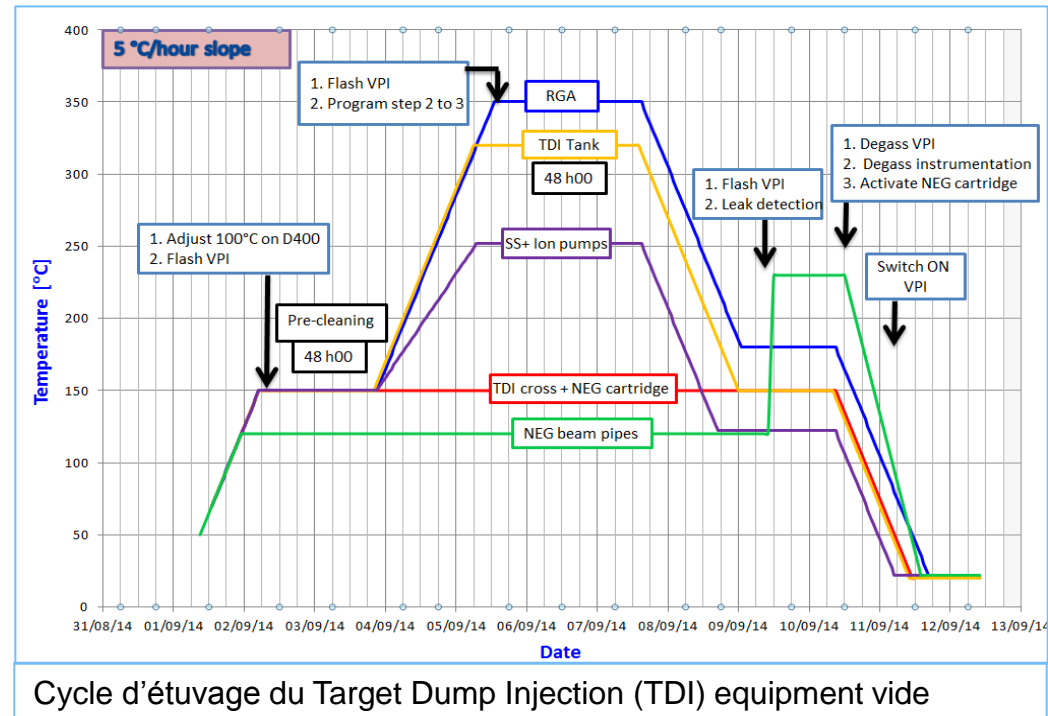 5 °C/hour slope
400
350
300
250
200
150
100
50
0
Temperature [°C]
1. Adjust 100°C on D400
2. Flash VPI
Pre-cleaning
48 h00
1. Flash VPI
2. Program step 2 to 3
RGA
TDI Tank
48 h00
SS+ Ion pumps
TDI cross + NEG cartridge
NEG beam pipes
1. Flash VPI
2. Leak detection
1. Degass VPI
2. Degass instrumentation
3. Activate NEG cartridge
Switch ON
VPI
31/08/14 01/09/14 02/09/14 03/09/14 04/09/14 05/09/14 06/09/14 07/09/14 08/09/14 09/09/14 10/09/14 11/09/14 12/09/14 13/09/14
Date
Cycle d’étuvage du Target Dump Injection (TDI) equipment vide